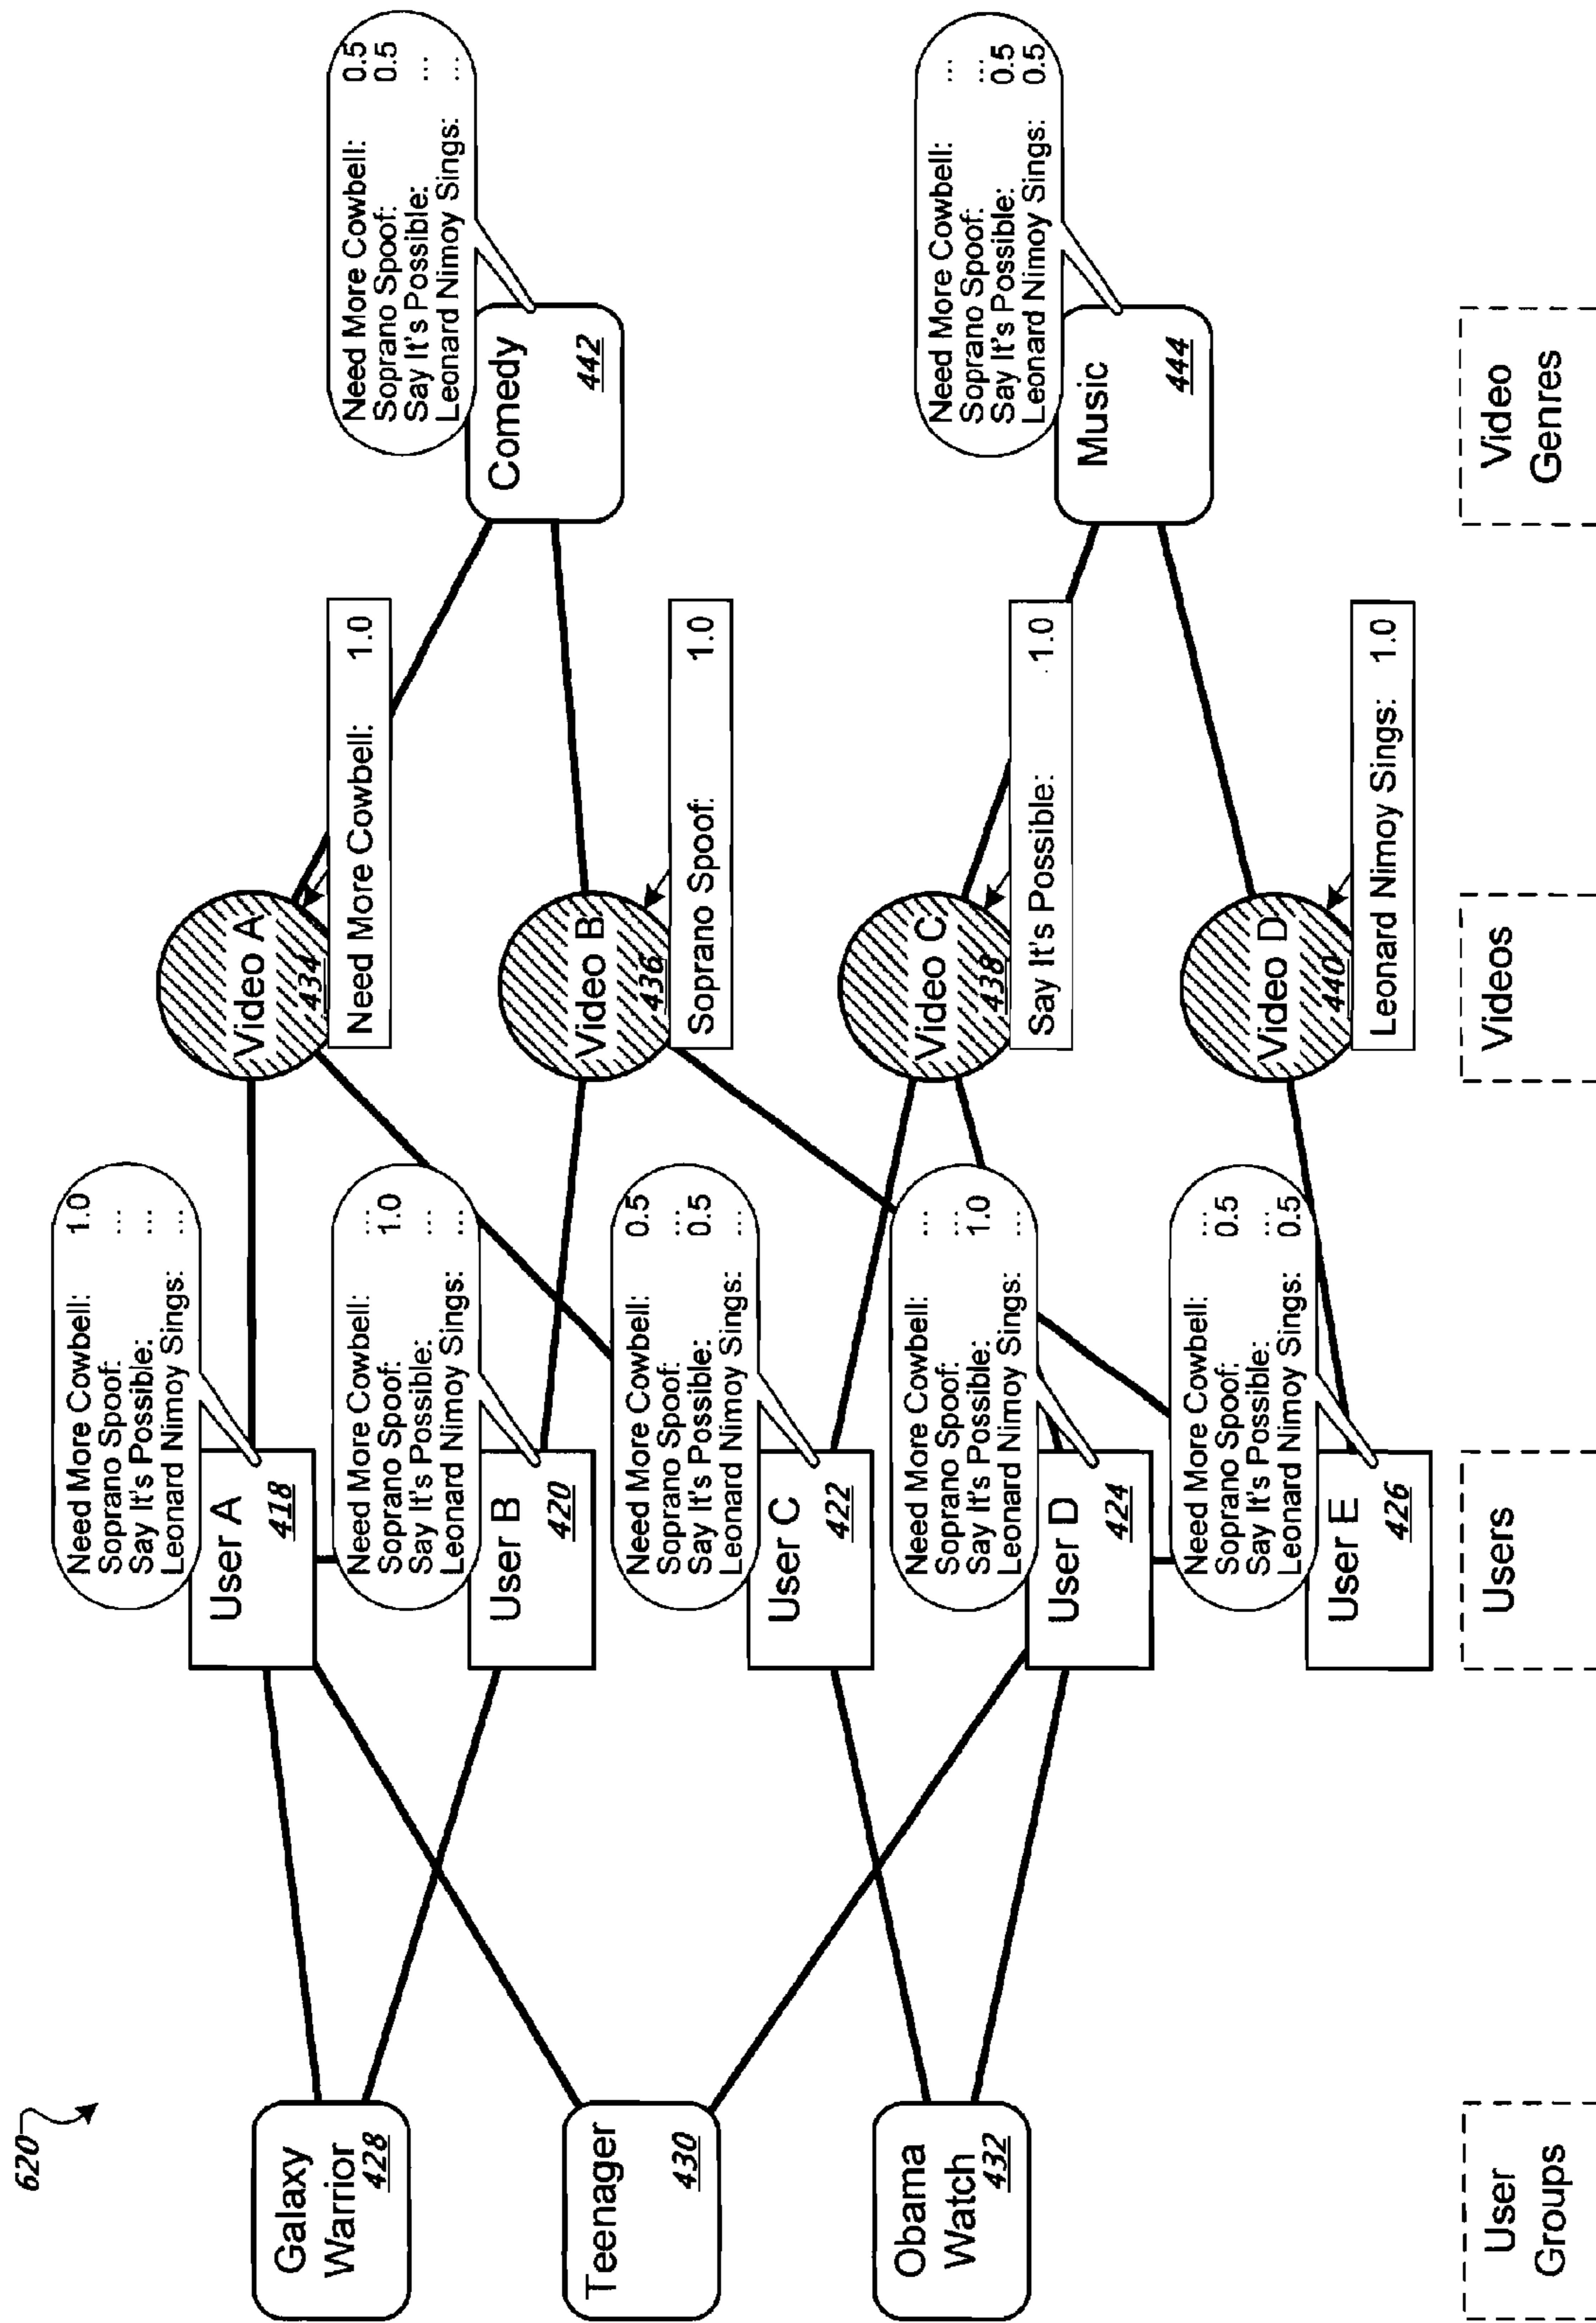 620
Galaxy
Warrior
428
Teenager
430
Obama
Watch
432
User
Groups
Need More Cowbell: 1.0
Soprano Spoof: ...
Say It's Possible: ...
Leonard Nimoy Sings: ...
User A
418
Need More Cowbell: ...
Soprano Spoof: 1.0
Say It's Possible: ...
Leonard Nimoy Sings: ...
User B
420
Need More Cowbell: 0.5
Soprano Spoof: ...
Say It's Possible: 0.5
Leonard Nimoy Sings: ...
User C
422
Need More Cowbell: ...
Soprano Spoof: ...
Say It's Possible: 1.0
Leonard Nimoy Sings: ...
User D
424
Need More Cowbell: ...
Soprano Spoof: 0.5
Say It's Possible: ...
Leonard Nimoy Sings: 0.5
User E
426
Users
Video A
434
Need More Cowbell: 1.0
Video B
436
Soprano Spoof: 1.0
Video C
438
Say It's Possible: 1.0
Video D
440
Leonard Nimoy Sings: 1.0
Videos
Need More Cowbell: 0.5
Soprano Spoof: 0.5
Say It's Possible: ...
Leonard Nimoy Sings: ...
Comedy
442
Need More Cowbell: ...
Soprano Spoof: ...
Say It's Possible: 0.5
Leonard Nimoy Sings: 0.5
Music
444
Video
Genres